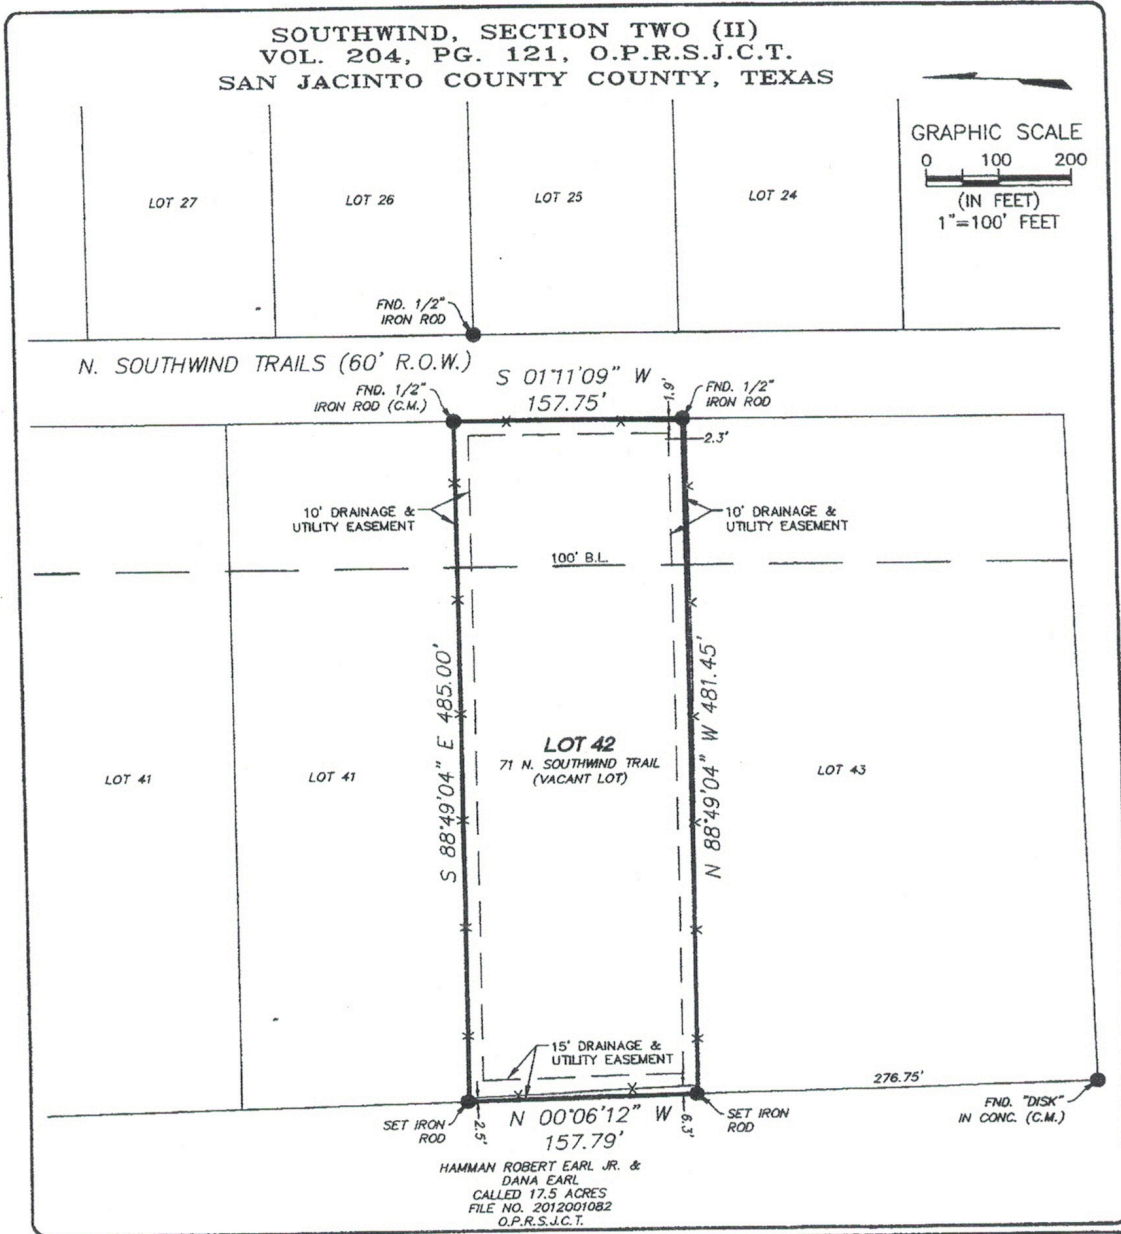 SOUTHWIND, SECTION TWO (II)
VOL. 204, PG. 121, O.P.R.S.J.C.T.
SAN JACINTO COUNTY COUNTY, TEXAS
GRAPHIC SCALE
0 100 200
(IN FEET)
1"=100' FEET
LOT 27
LOT 26
LOT 25
LOT 24
FND. 1/2"
IRON ROD
N. SOUTHWIND TRAILS (60' R.O.W.)
FND. 1/2"
IRON ROD (C.M.)
S 01°11'09" W
157.75'
1.9'
FND. 1/2"
IRON ROD
2.3'
10' DRAINAGE &
UTILITY EASEMENT
10' DRAINAGE &
UTILITY EASEMENT
100' B.L.
S 88°49'04" E 485.00'
N 88°49'04" W 481.45'
LOT 42
71 N. SOUTHWIND TRAIL
(VACANT LOT)
LOT 41
LOT 41
LOT 43
15' DRAINAGE &
UTILITY EASEMENT
276.75'
FND. "DISK"
IN CONC. (C.M.)
SET IRON
ROD
2.5'
N 00°06'12" W
157.79'
6.3'
SET IRON
ROD
HAMMAN ROBERT EARL JR. &
DANA EARL
CALLED 17.5 ACRES
FILE NO. 2012001082
O.P.R.S.J.C.T.